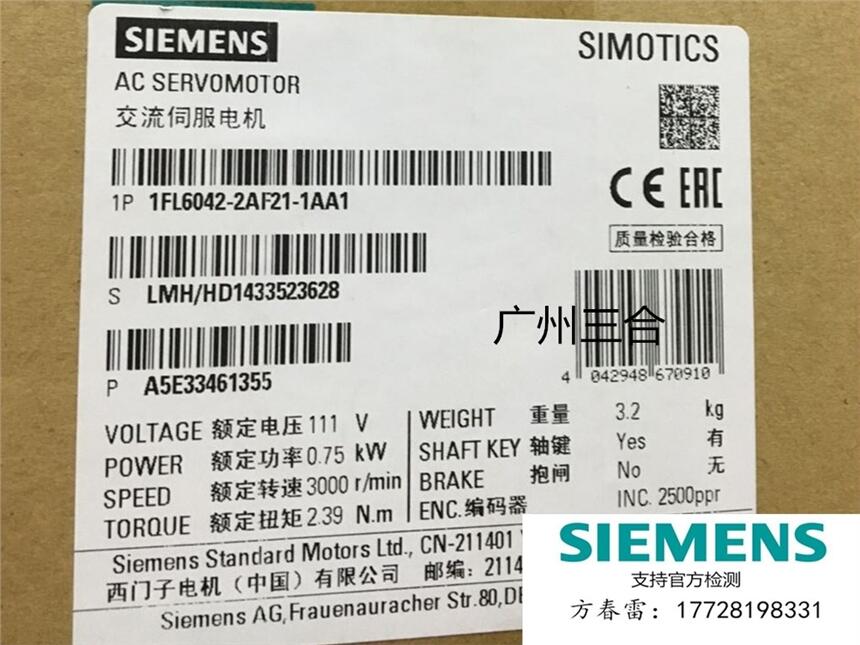 SIEMENS
SIMOTICS
AC SERVOMOTOR
交流伺服电机
1P 1FL6042-2AF21-1AA1
CE EAC
质量检验合格
S LMH/HD1433523628
广州三合
P A5E33461355
4 042948 670910
VOLTAGE 额定电压 111 V
POWER 额定功率 0.75 kW
SPEED 额定转速 3000 r/min
TORQUE 额定扭矩 2.39 N.m
WEIGHT 重量 3.2 kg
SHAFT KEY 轴键 Yes 有
BRAKE 抱闸 No 无
ENC.编码器 INC. 2500ppr
Siemens Standard Motors Ltd., CN-211401
西门子电机（中国）有限公司 邮编：2114
Siemens AG,Frauenauracher Str.80,DE
SIEMENS
支持官方检测
方春雷：17728198331